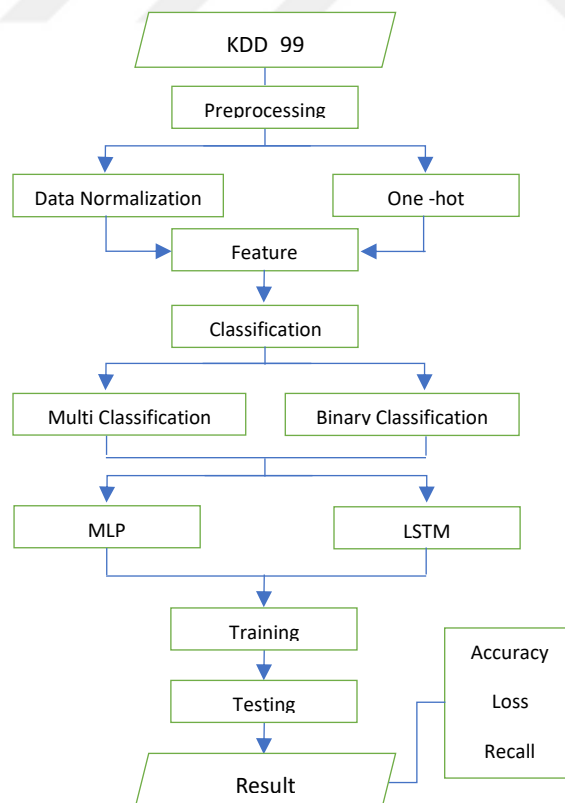 KDD 99
Preprocessing
Data Normalization
One -hot
Feature
Classification
Multi Classification
Binary Classification
MLP
LSTM
Training
Testing
Result
Accuracy
Loss
Recall